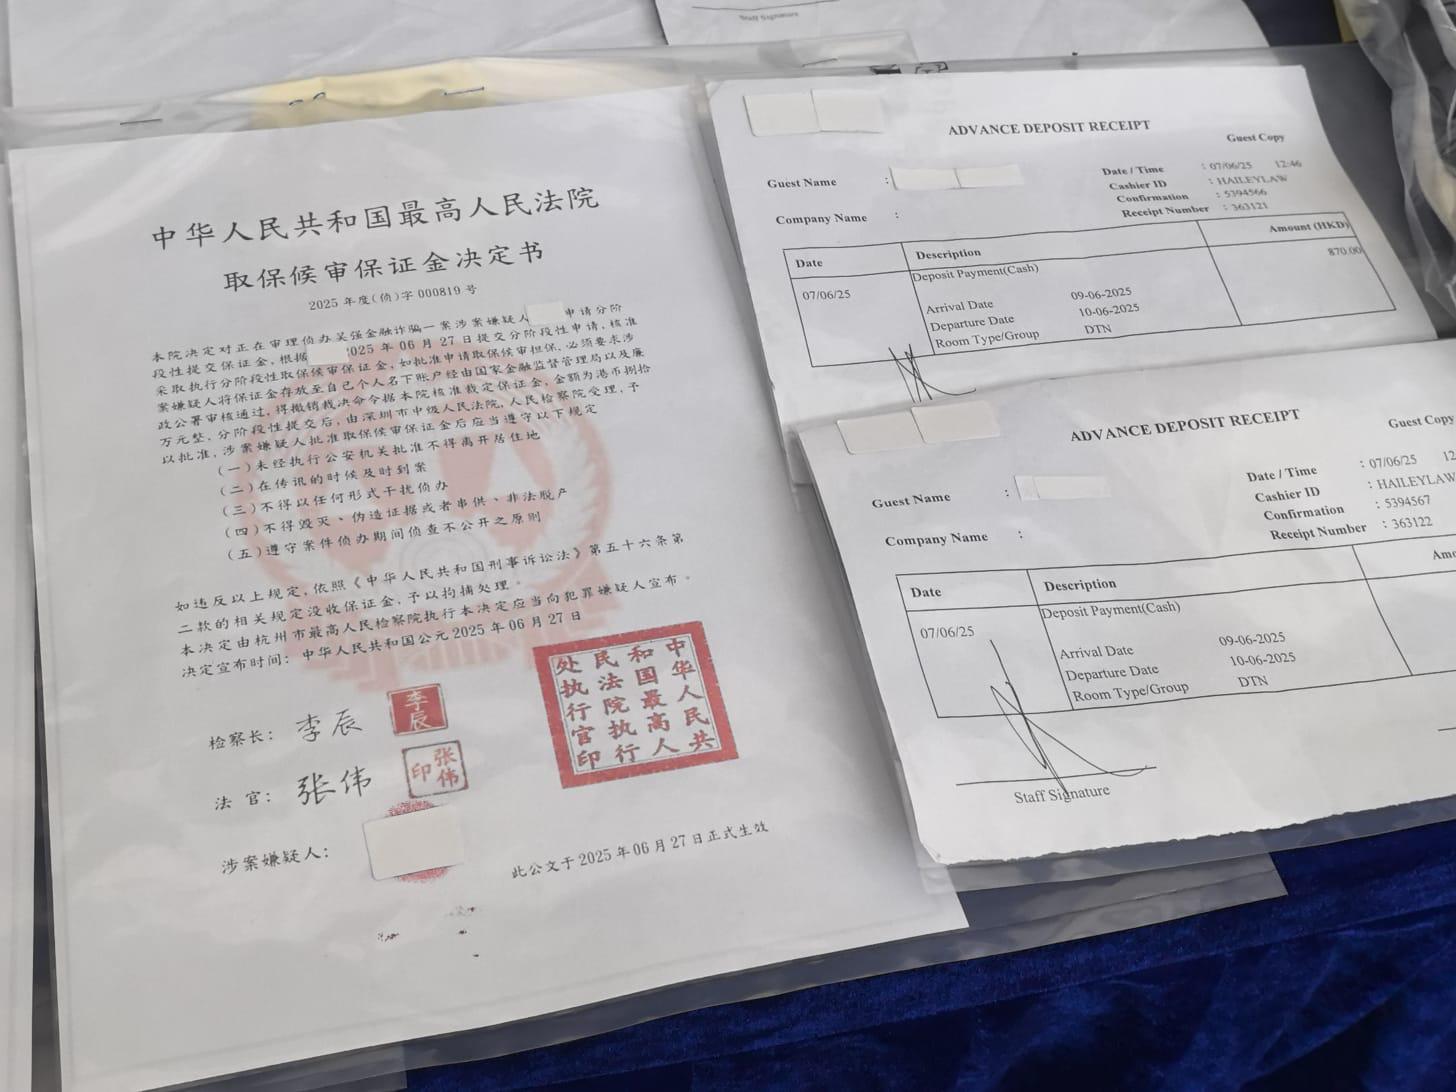 Staff Signature
中华人民共和国最高人民法院
取保候审保证金决定书
2025 年度(侦)字 000819 号
本院决定对正在审理侦办吴强金融诈骗一案涉案嫌疑人 申请分阶
段性提交保证金,根据 2025 年 06 月 27 日提交分阶段性申请,核准
采取执行分阶段性取保候审保证金,如批准申请取保候审担保,必须要求涉
案嫌疑人将保证金存放至自己个人名下账户经由国家金融监督管理局以及廉
政公署审核通过,得撤销裁决命令据本院核准裁定保证金,金额为港币捌拾
万元整,分阶段性提交后,由深圳市中级人民法院,人民检察院受理,予
以批准,涉案嫌疑人批准取保候审保证金后应当遵守以下规定
(一)未经执行公安机关批准不得离开居住地
(二)在传讯的时候及时到案
(三)不得以任何形式干扰侦办
(四)不得毁灭、伪造证据或者串供、非法脱产
(五)遵守案件侦办期间侦查不公开之原则
如违反以上规定,依照《中华人民共和国刑事诉讼法》第五十六条第
二款的相关规定没收保证金,予以拘捕处理。
本决定由杭州市最高人民检察院执行本决定应当向犯罪嫌疑人宣布。
决定宣布时间:中华人民共和国公元 2025 年 06 月 27 日
检察长: 李辰
李辰
法 官: 张伟
张伟印
涉案嫌疑人:
中华人民共和国最高人民法院执行处执行官印
此公文于 2025 年 06 月 27 日正式生效
ADVANCE DEPOSIT RECEIPT
Guest Copy
Guest Name :
Company Name :
Date / Time : 07/06/25 12:46
Cashier ID : HAILEYLAW
Confirmation : 5394566
Receipt Number : 363121
Date Description Amount (HKD)
07/06/25 Deposit Payment(Cash) 870.00
Arrival Date 09-06-2025
Departure Date 10-06-2025
Room Type/Group DTN
ADVANCE DEPOSIT RECEIPT
Guest Copy
Guest Name :
Company Name :
Date / Time : 07/06/25 12
Cashier ID : HAILEYLAW
Confirmation : 5394567
Receipt Number : 363122
Date Description Amo
07/06/25 Deposit Payment(Cash)
Arrival Date 09-06-2025
Departure Date 10-06-2025
Room Type/Group DTN
Staff Signature